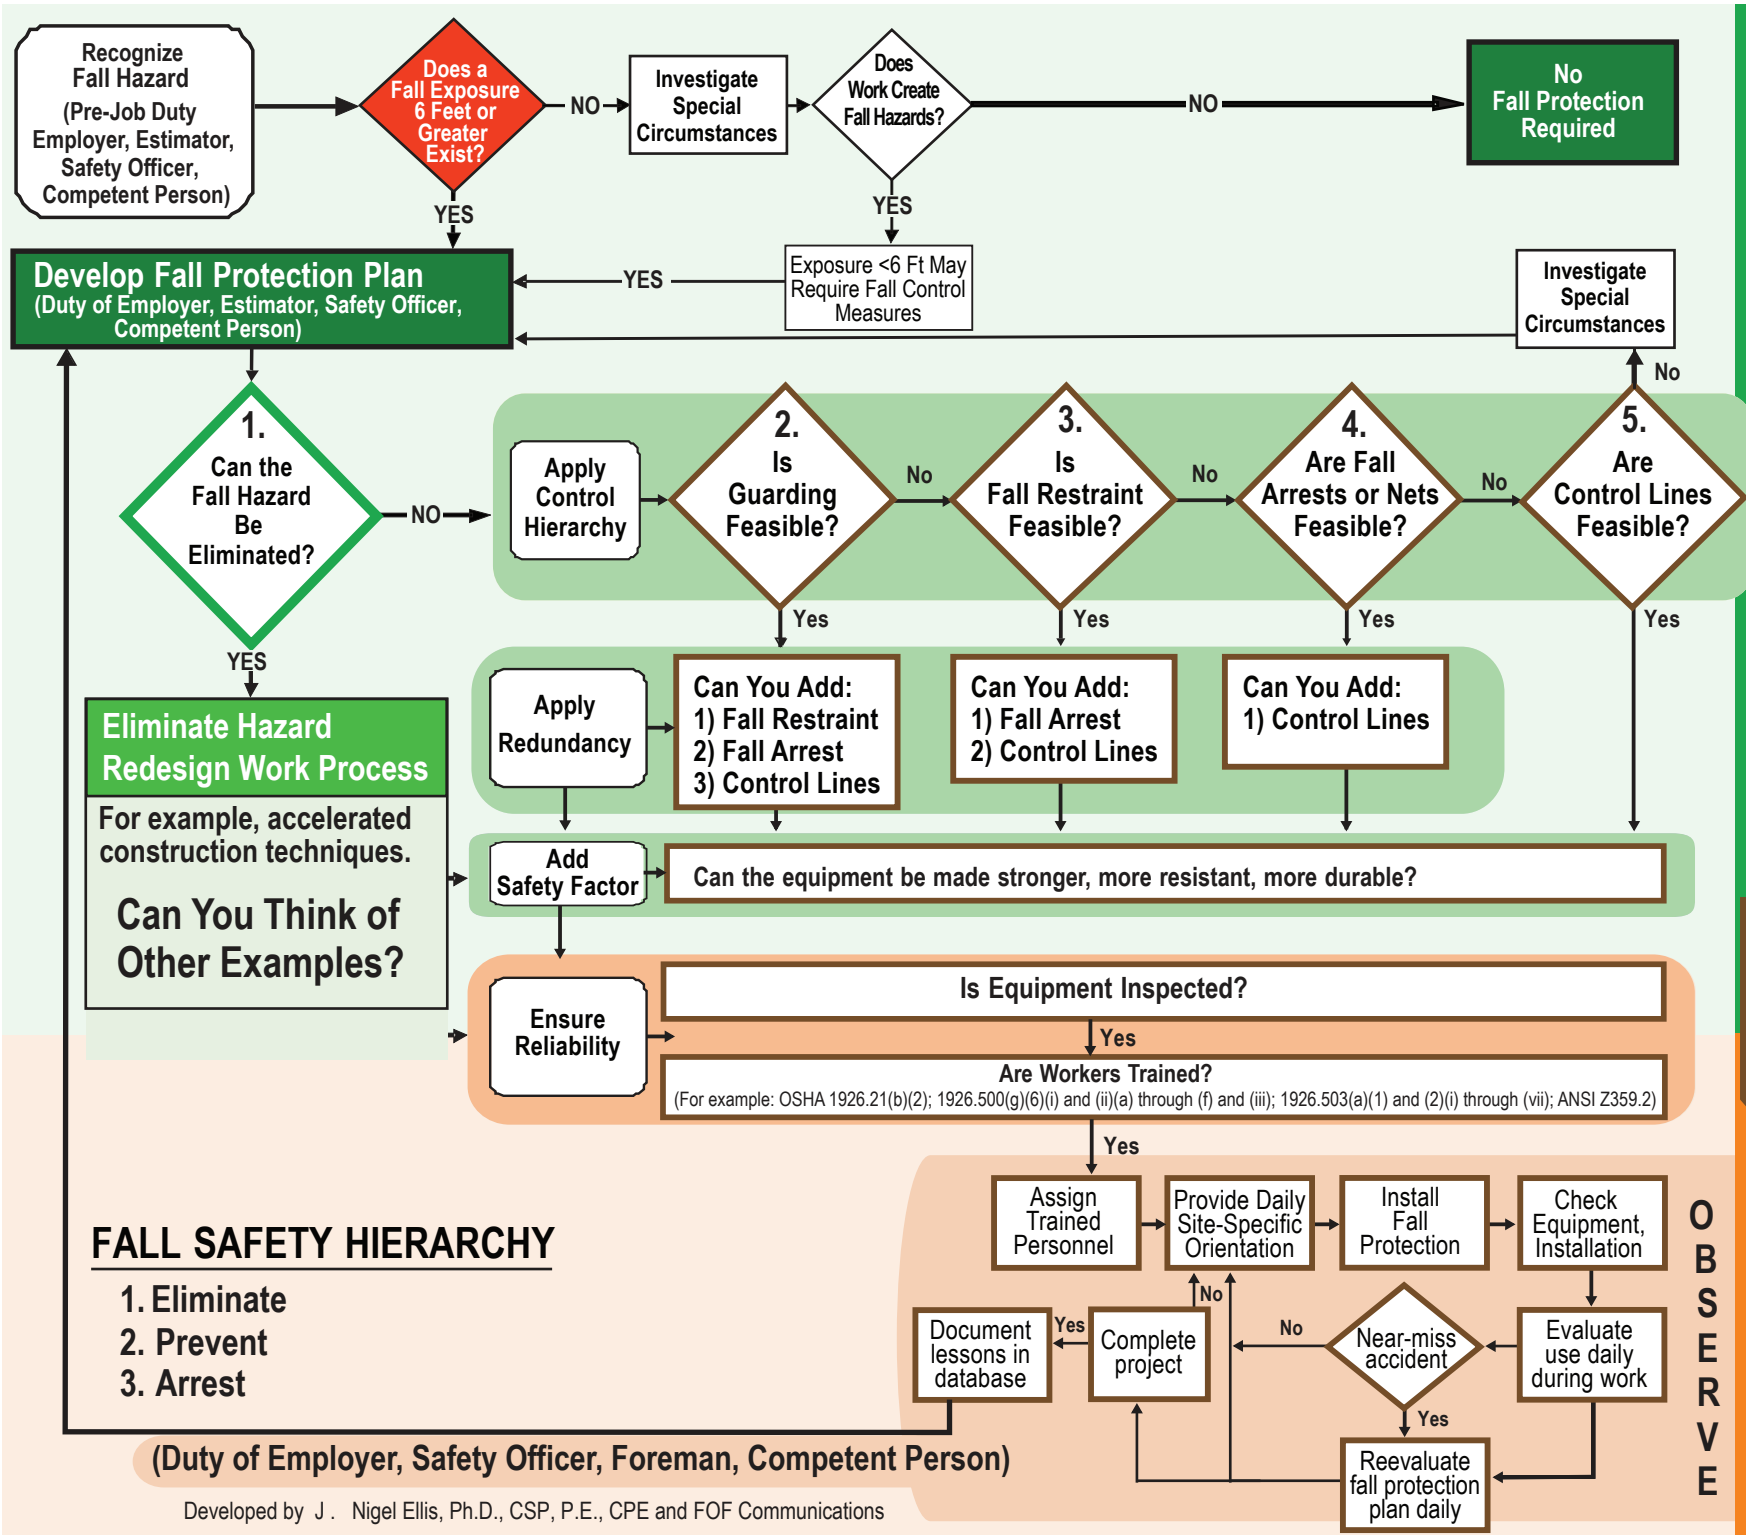 Recognize
Fall Hazard
(Pre-Job Duty
Employer, Estimator,
Safety Officer,
Competent Person)
Does a
Fall Exposure
6 Feet or
Greater
Exist?
NO
Investigate
Special
Circumstances
Does
Work Create
Fall Hazards?
NO
No
Fall Protection
Required
YES
YES
Develop Fall Protection Plan
(Duty of Employer, Estimator, Safety Officer,
Competent Person)
YES
Exposure <6 Ft May
Require Fall Control
Measures
Investigate
Special
Circumstances
No
1.
Can the
Fall Hazard
Be
Eliminated?
NO
Apply
Control
Hierarchy
2.
Is
Guarding
Feasible?
No
3.
Is
Fall Restraint
Feasible?
No
4.
Are Fall
Arrests or Nets
Feasible?
No
5.
Are
Control Lines
Feasible?
Yes
Yes
Yes
Yes
YES
Eliminate Hazard
Redesign Work Process
For example, accelerated
construction techniques.
Can You Think of
Other Examples?
Apply
Redundancy
Can You Add:
1) Fall Restraint
2) Fall Arrest
3) Control Lines
Can You Add:
1) Fall Arrest
2) Control Lines
Can You Add:
1) Control Lines
Add
Safety Factor
Can the equipment be made stronger, more resistant, more durable?
Ensure
Reliability
Is Equipment Inspected?
Yes
Are Workers Trained?
(For example: OSHA 1926.21(b)(2); 1926.500(g)(6)(i) and (ii)(a) through (f) and (iii); 1926.503(a)(1) and (2)(i) through (vii); ANSI Z359.2)
Yes
Assign
Trained
Personnel
Provide Daily
Site-Specific
Orientation
Install
Fall
Protection
Check
Equipment,
Installation
OBSERVE
No
Document
lessons in
database
Yes
Complete
project
No
Near-miss
accident
Evaluate
use daily
during work
Yes
Reevaluate
fall protection
plan daily
FALL SAFETY HIERARCHY
1. Eliminate
2. Prevent
3. Arrest
(Duty of Employer, Safety Officer, Foreman, Competent Person)
Developed by J . Nigel Ellis, Ph.D., CSP, P.E., CPE and FOF Communications